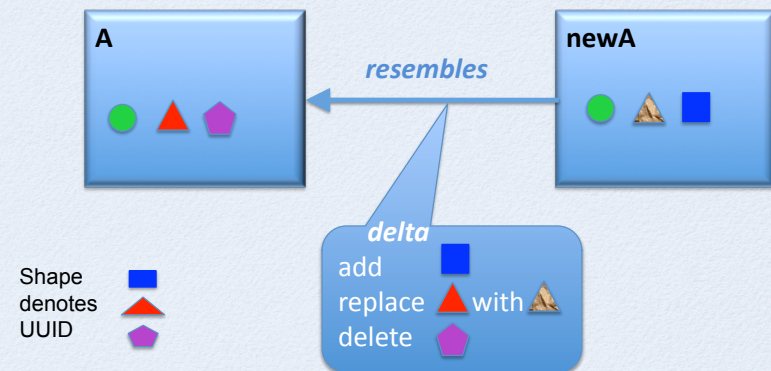 A
newA
resembles
delta
add
replace with
delete
Shape
denotes
UUID